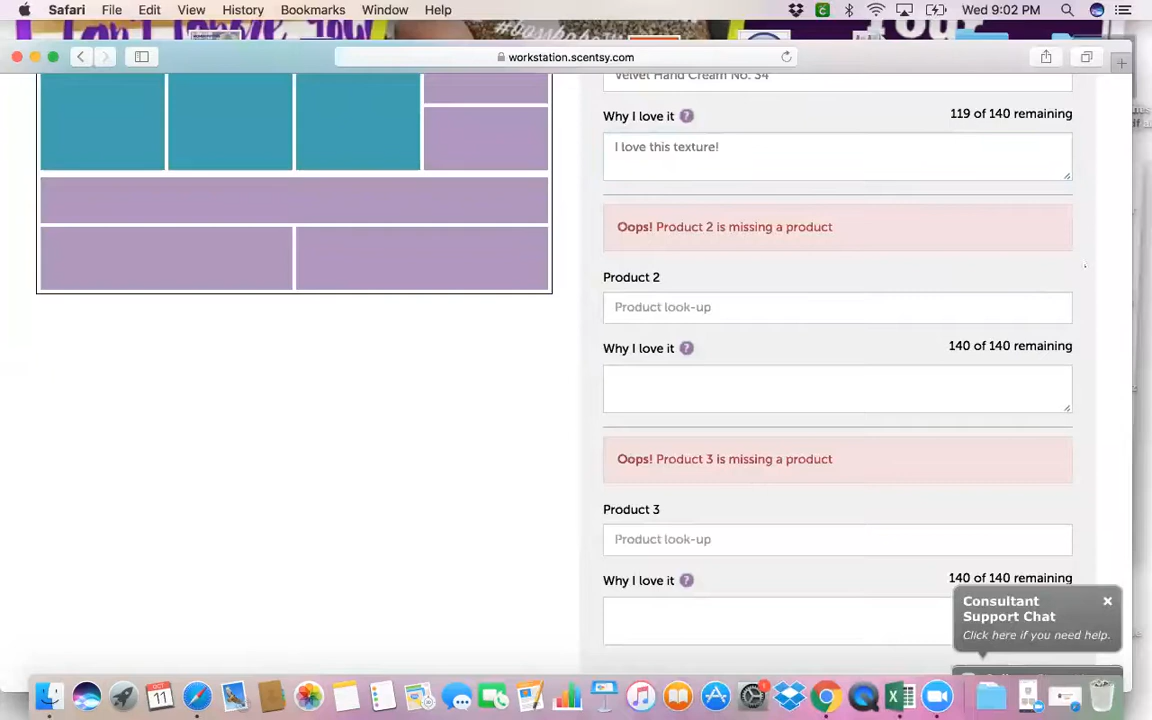 Safari File Edit View History Bookmarks Window Help Wed 9:02 PM
workstation.scentsy.com
Velvet Hand Cream No. 34
Why I love it ? 119 of 140 remaining
I love this texture!
Oops! Product 2 is missing a product
Product 2
Product look-up
Why I love it ? 140 of 140 remaining
Oops! Product 3 is missing a product
Product 3
Product look-up
Why I love it ? 140 of 140 remaining
Consultant
Support Chat
Click here if you need help.
OCT
11